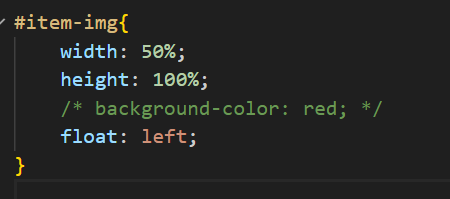 #item-img{
width: 50%;
height: 100%;
/* background-color: red; */
float: left;
}